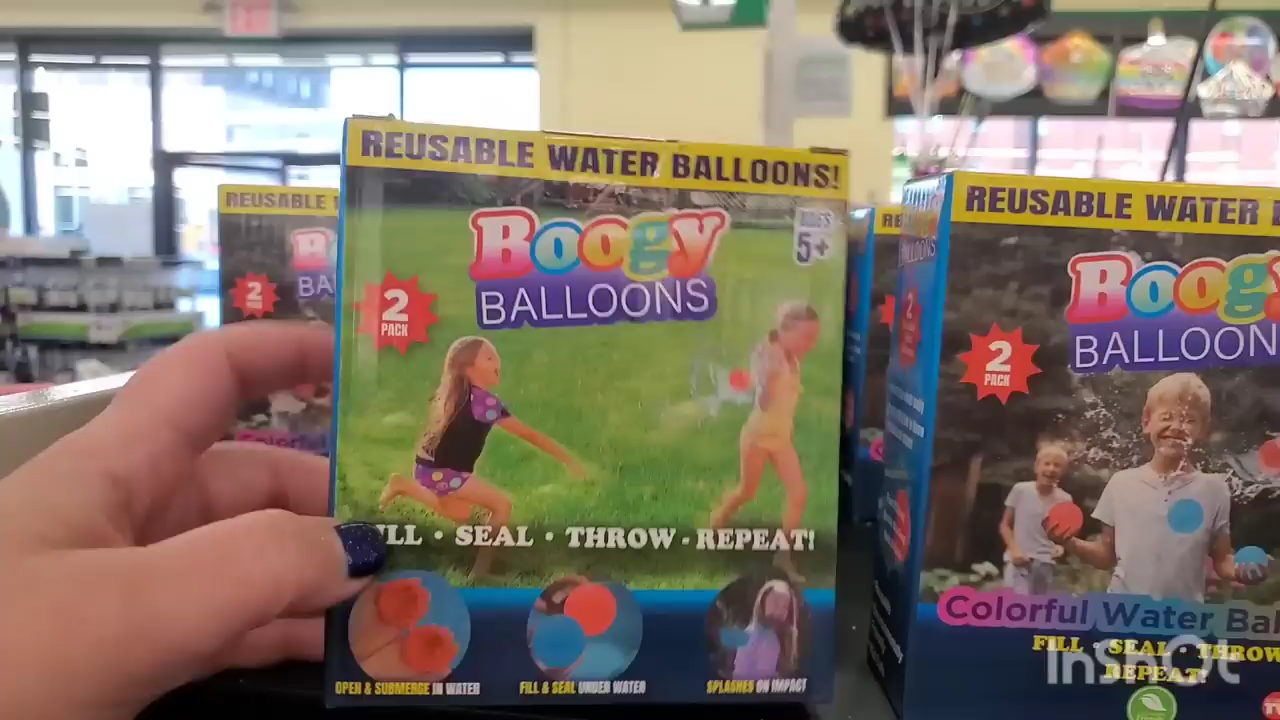 REUSABLE WATER BALLOONS!
Boogy
BALLOONS
AGES
5+
2
PACK
ILL • SEAL • THROW • REPEAT!
OPEN & SUBMERGE IN WATER
FILL & SEAL UNDER WATER
SPLASHES ON IMPACT
REUSABLE
2
REUSABLE WATER
Boogy
BALLOON
2
PACK
Colorful Water Bal
FILL • SEAL • THROW
REPEAT!
InShOt